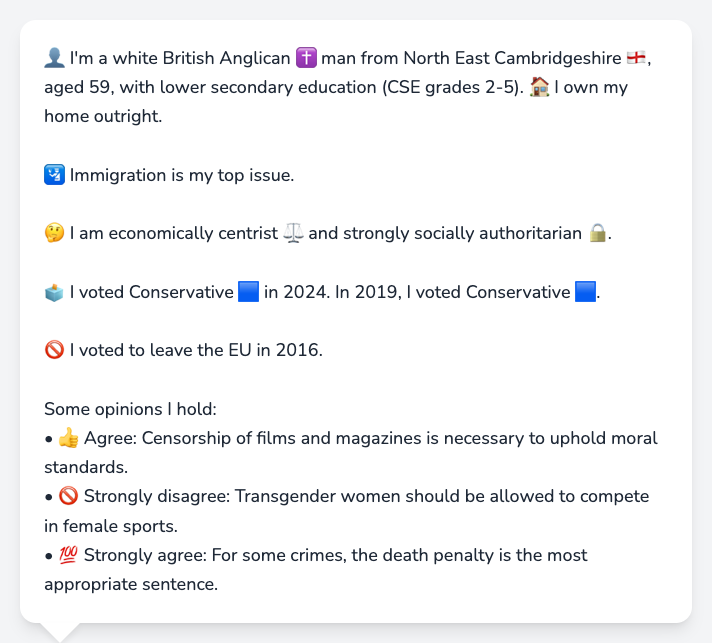 👤 I'm a white British Anglican ✝️ man from North East Cambridgeshire 🏴󠁧󠁢󠁥󠁮󠁧󠁿,
aged 59, with lower secondary education (CSE grades 2-5). 🏠 I own my
home outright.
🛂 Immigration is my top issue.
🤔 I am economically centrist ⚖️ and strongly socially authoritarian 🔒.
🗳️ I voted Conservative 🟦 in 2024. In 2019, I voted Conservative 🟦.
🚫 I voted to leave the EU in 2016.
Some opinions I hold:
• 👍 Agree: Censorship of films and magazines is necessary to uphold moral
standards.
• 🚫 Strongly disagree: Transgender women should be allowed to compete
in female sports.
• 💯 Strongly agree: For some crimes, the death penalty is the most
appropriate sentence.